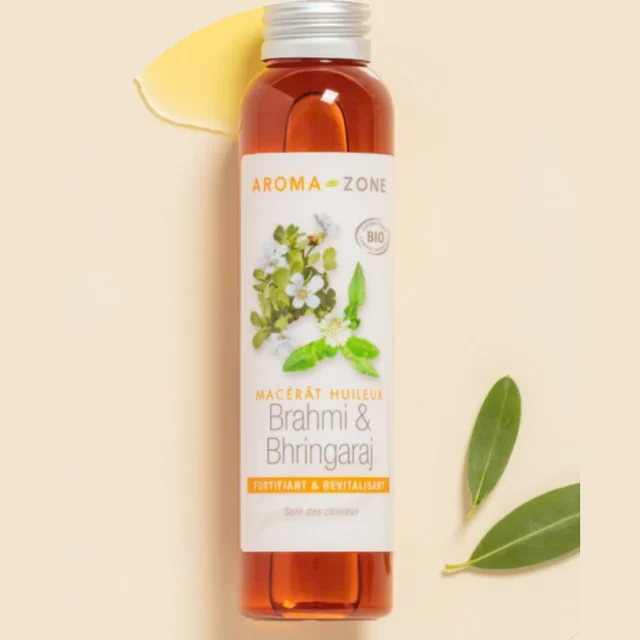 AROMA-ZONE
BIO
MACÉRÂT HUILEUX
Brahmi &
Bhringaraj
FORTIFIANT & REVITALISANT
Soin des cheveux